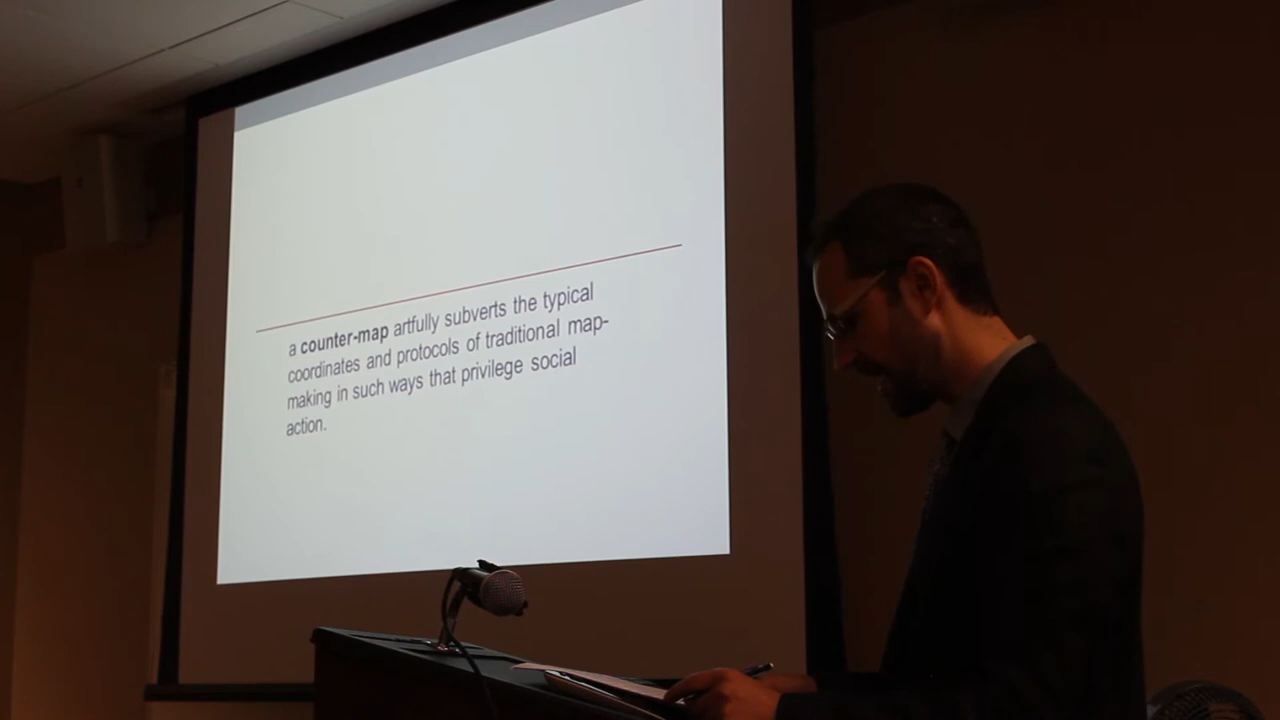 a counter-map artfully subverts the typical
coordinates and protocols of traditional map-
making in such ways that privilege social
action.